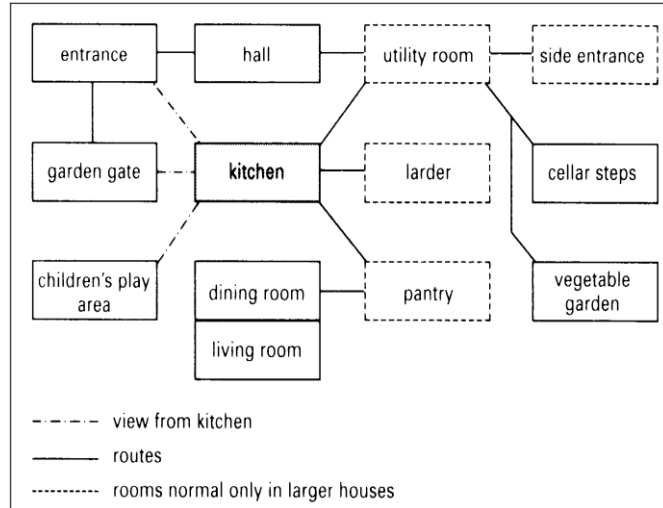 entrance
hall
utility room
side entrance
garden gate
kitchen
larder
cellar steps
children's play
area
dining room
pantry
vegetable
garden
living room
view from kitchen
routes
rooms normal only in larger houses